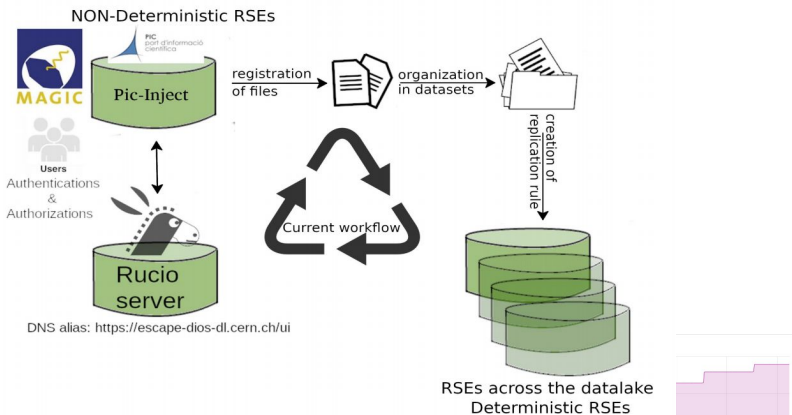 NON-Deterministic RSEs
PIC
port d'informació
científica
MAGIC
Pic-Inject
registration
of files
organization
in datasets
creation of
replication rule
Users
Authentications
&
Authorizations
Current workflow
Rucio
server
DNS alias: https://escape-dios-dl.cern.ch/ui
RSEs across the datalake
Deterministic RSEs